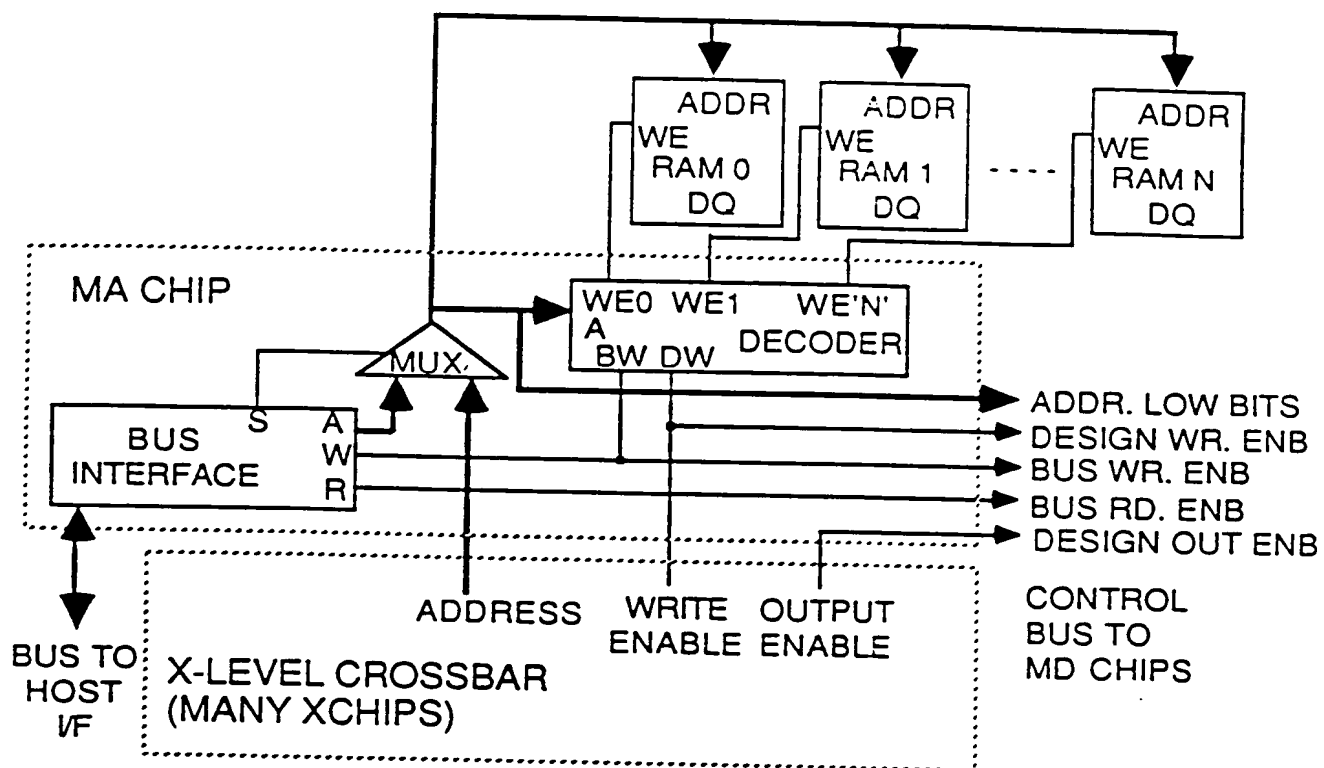 ADDR
WE
RAM 0
DQ
ADDR
WE
RAM 1
DQ
ADDR
WE
RAM N
DQ
MA CHIP
WE0 WE1 WE'N'
A
DECODER
BW DW
MUX
S
A
W
R
BUS
INTERFACE
ADDR. LOW BITS
DESIGN WR. ENB
BUS WR. ENB
BUS RD. ENB
DESIGN OUT ENB
ADDRESS
WRITE
ENABLE
OUTPUT
ENABLE
CONTROL
BUS TO
MD CHIPS
BUS TO
HOST
I/F
X-LEVEL CROSSBAR
(MANY XCHIPS)